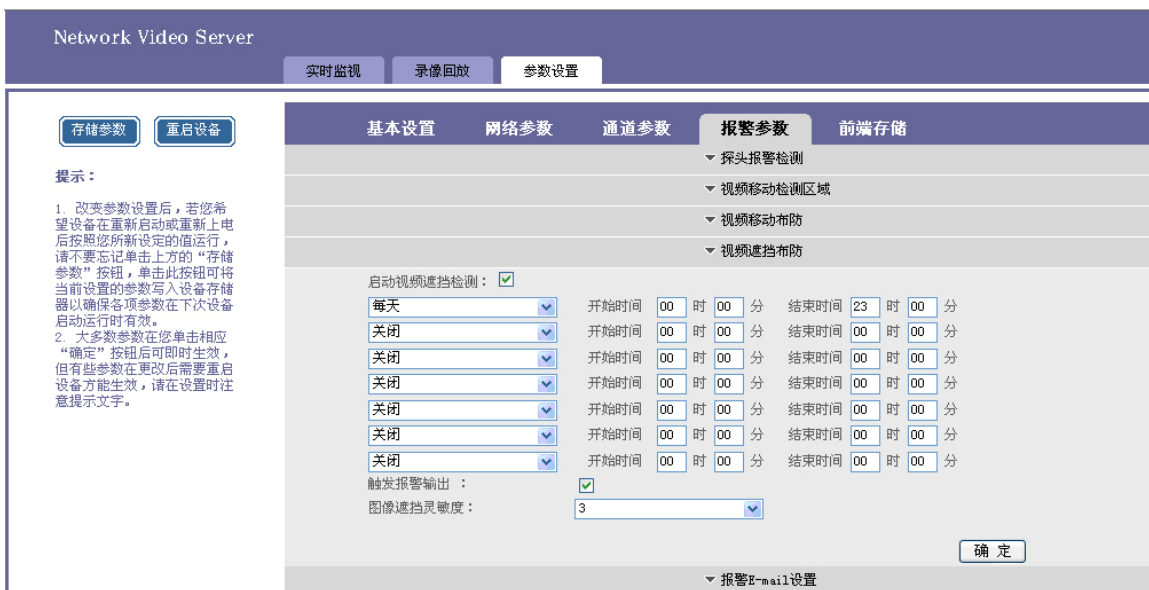 Network Video Server
实时监视 录像回放 参数设置
存储参数 重启设备
提示：
1. 改变参数设置后，若您希
望设备在重新启动或重新上电
后按照您所新设定的值运行，
请不要忘记单击上方的“存储
参数”按钮，单击此按钮可将
当前设置的参数写入设备存储
器以确保各项参数在下次设备
启动运行时有效。
2. 大多数参数在您单击相应
“确定”按钮后可即时生效，
但有些参数在更改后需要重启
设备方能生效，请在设置时注
意提示文字。
基本设置 网络参数 通道参数 报警参数 前端存储
探头报警检测
视频移动检测区域
视频移动布防
视频遮挡布防
启动视频遮挡检测：
每天 开始时间 00 时 00 分 结束时间 23 时 00 分
关闭 开始时间 00 时 00 分 结束时间 00 时 00 分
关闭 开始时间 00 时 00 分 结束时间 00 时 00 分
关闭 开始时间 00 时 00 分 结束时间 00 时 00 分
关闭 开始时间 00 时 00 分 结束时间 00 时 00 分
关闭 开始时间 00 时 00 分 结束时间 00 时 00 分
关闭 开始时间 00 时 00 分 结束时间 00 时 00 分
触发报警输出 ：
图像遮挡灵敏度： 3
确 定
报警E-mail设置